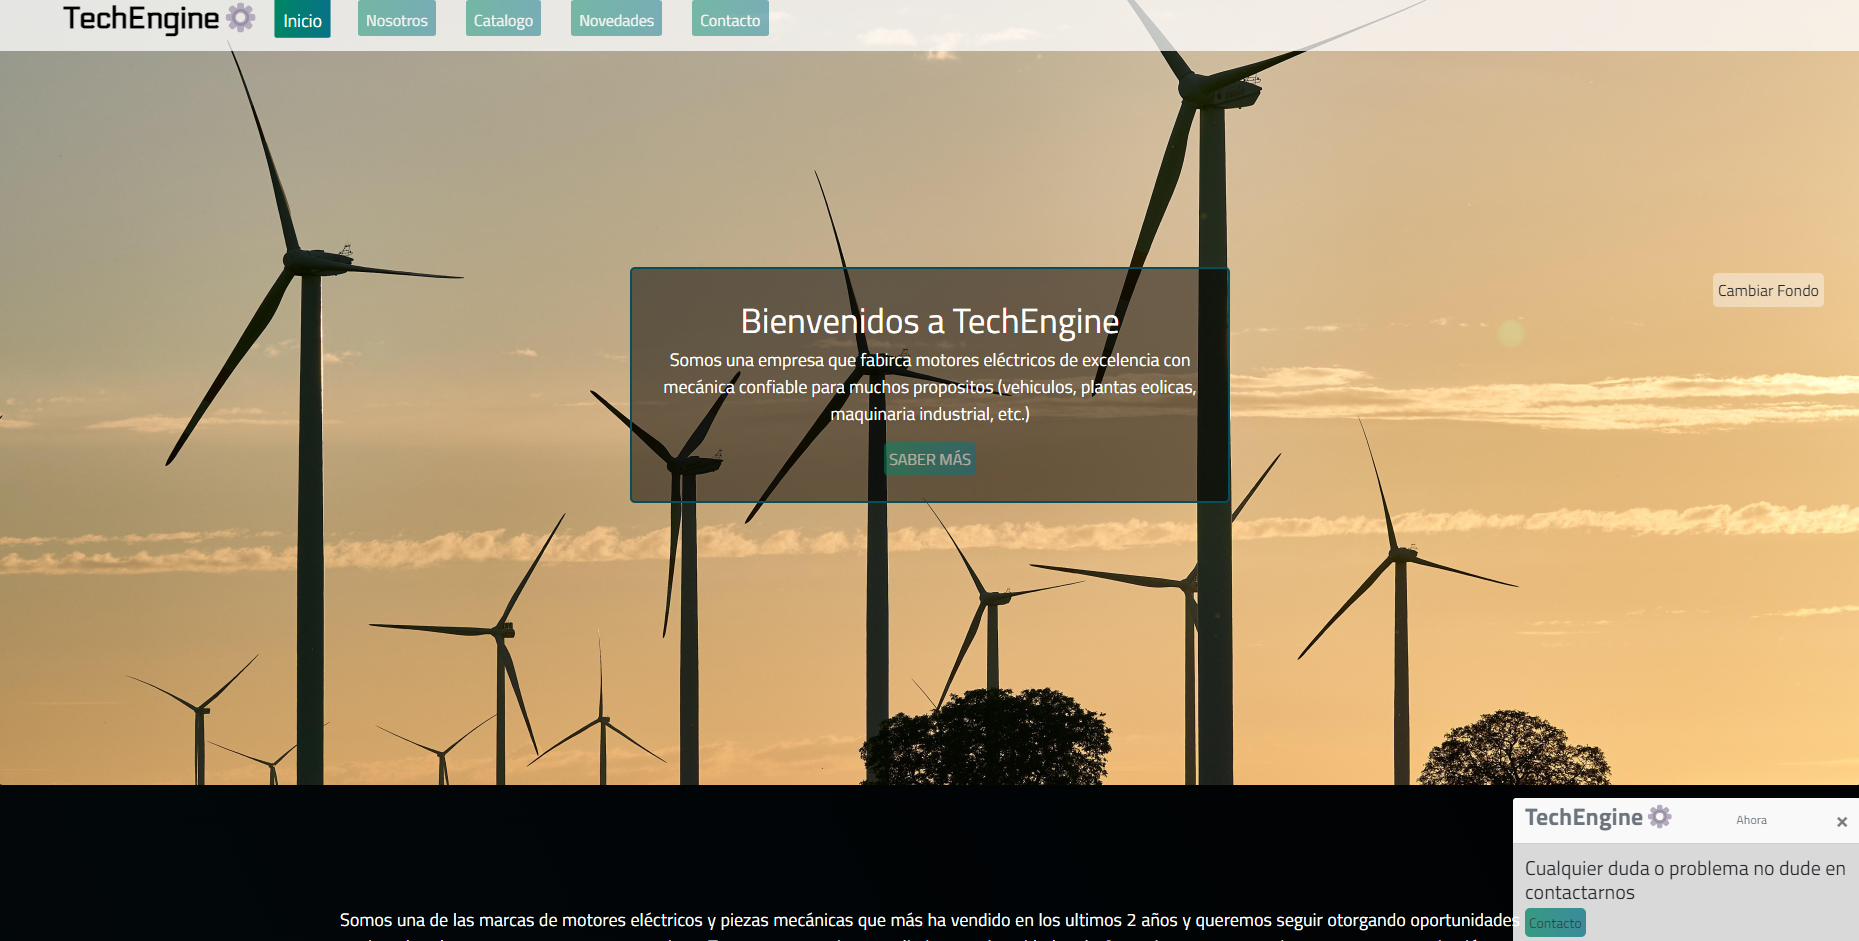 TechEngine
Inicio
Nosotros
Catalogo
Novedades
Contacto
Cambiar Fondo
Bienvenidos a TechEngine
Somos una empresa que fabirca motores eléctricos de excelencia con
mecánica confiable para muchos propositos (vehiculos, plantas eolicas,
maquinaria industrial, etc.)
SABER MÁS
TechEngine
Ahora
×
Cualquier duda o problema no dude en
contactarnos
Contacto
Somos una de las marcas de motores eléctricos y piezas mecánicas que más ha vendido en los ultimos 2 años y queremos seguir otorgando oportunidades